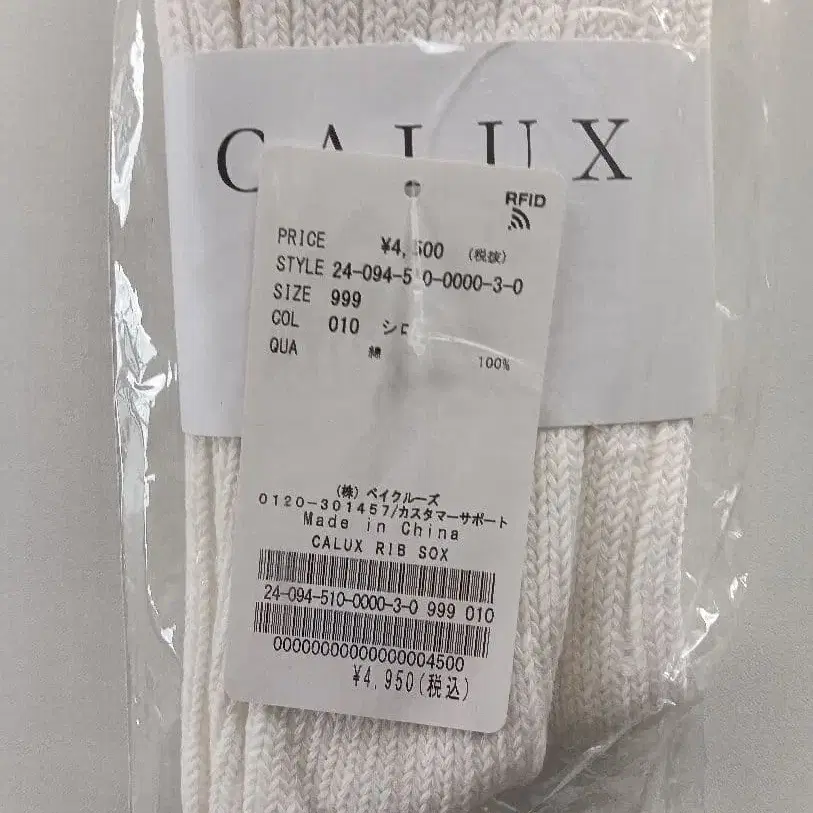 CALUX
RFID
PRICE ¥4,500 (税抜)
STYLE 24-094-510-0000-3-0
SIZE 999
COL 010 シロ
QUA 綿 100%
(株) ベイクルーズ
0120-301457/カスタマーサポート
Made in China
CALUX RIB SOX
24-094-510-0000-3-0 999 010
00000000000000004500
¥4,950(税込)